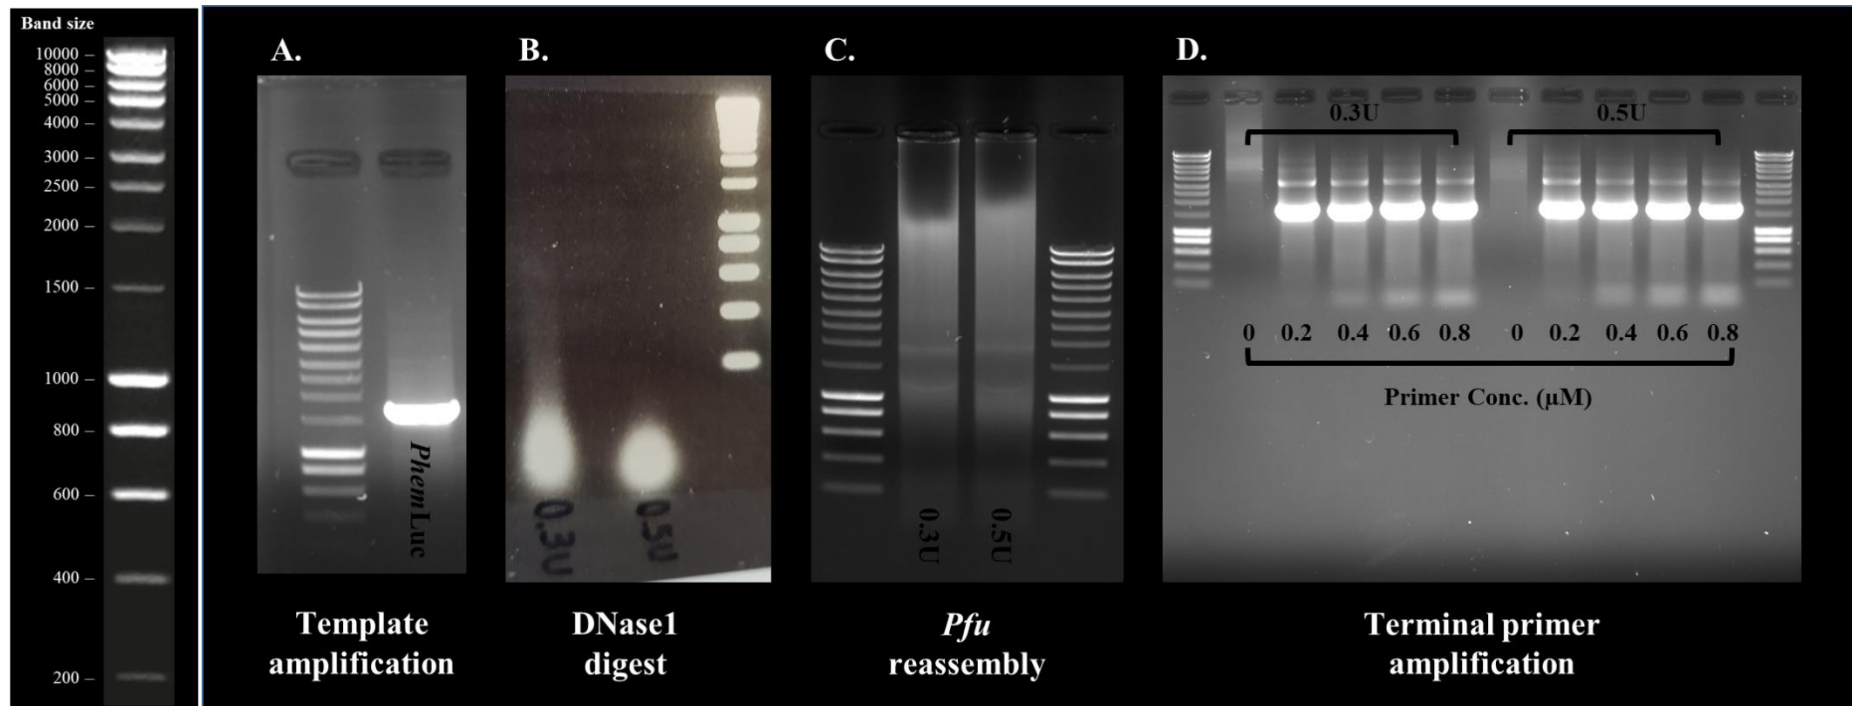 Band size
10000 –
8000 –
6000 –
5000 –
4000 –
3000 –
2500 –
2000 –
1500 –
1000 –
800 –
600 –
400 –
200 –
A.
PhemLuc
Template
amplification
B.
0.3U
0.5U
DNase1
digest
C.
0.3U
0.5U
Pfu
reassembly
D.
0.3U
0.5U
0 0.2 0.4 0.6 0.8 0 0.2 0.4 0.6 0.8
Primer Conc. (µM)
Terminal primer
amplification